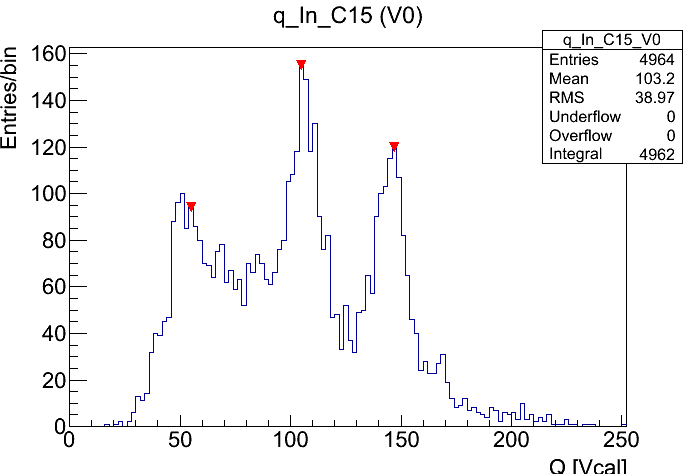 q_In_C15 (V0)
q_In_C15_V0
Entries 4964
Mean 103.2
RMS 38.97
Underflow 0
Overflow 0
Integral 4962
Entries/bin
160
140
120
100
80
60
40
20
0
0 50 100 150 200 250
Q [Vcal]